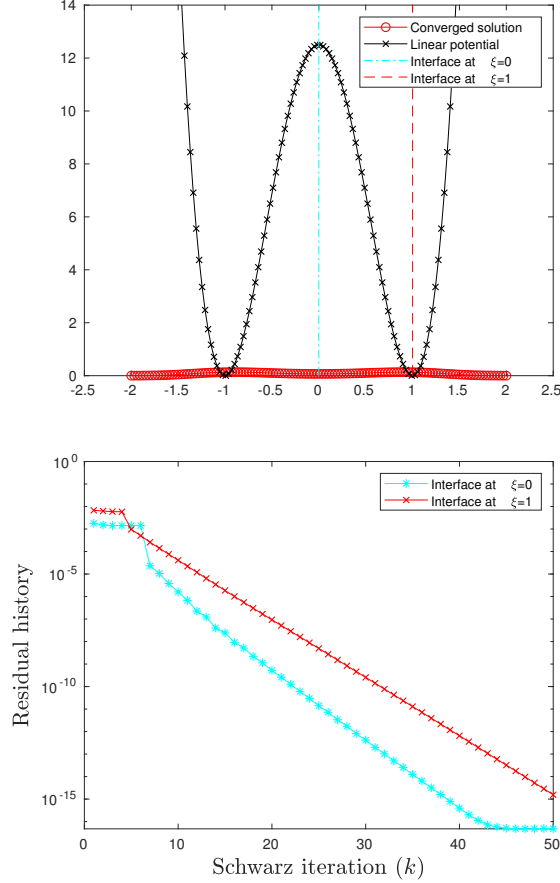 14
12
10
8
6
4
2
0
-2.5 -2 -1.5 -1 -0.5 0 0.5 1 1.5 2 2.5
Converged solution
Linear potential
Interface at ξ=0
Interface at ξ=1
10^0
10^-5
10^-10
10^-15
0 10 20 30 40 50
Residual history
Schwarz iteration (k)
Interface at ξ=0
Interface at ξ=1